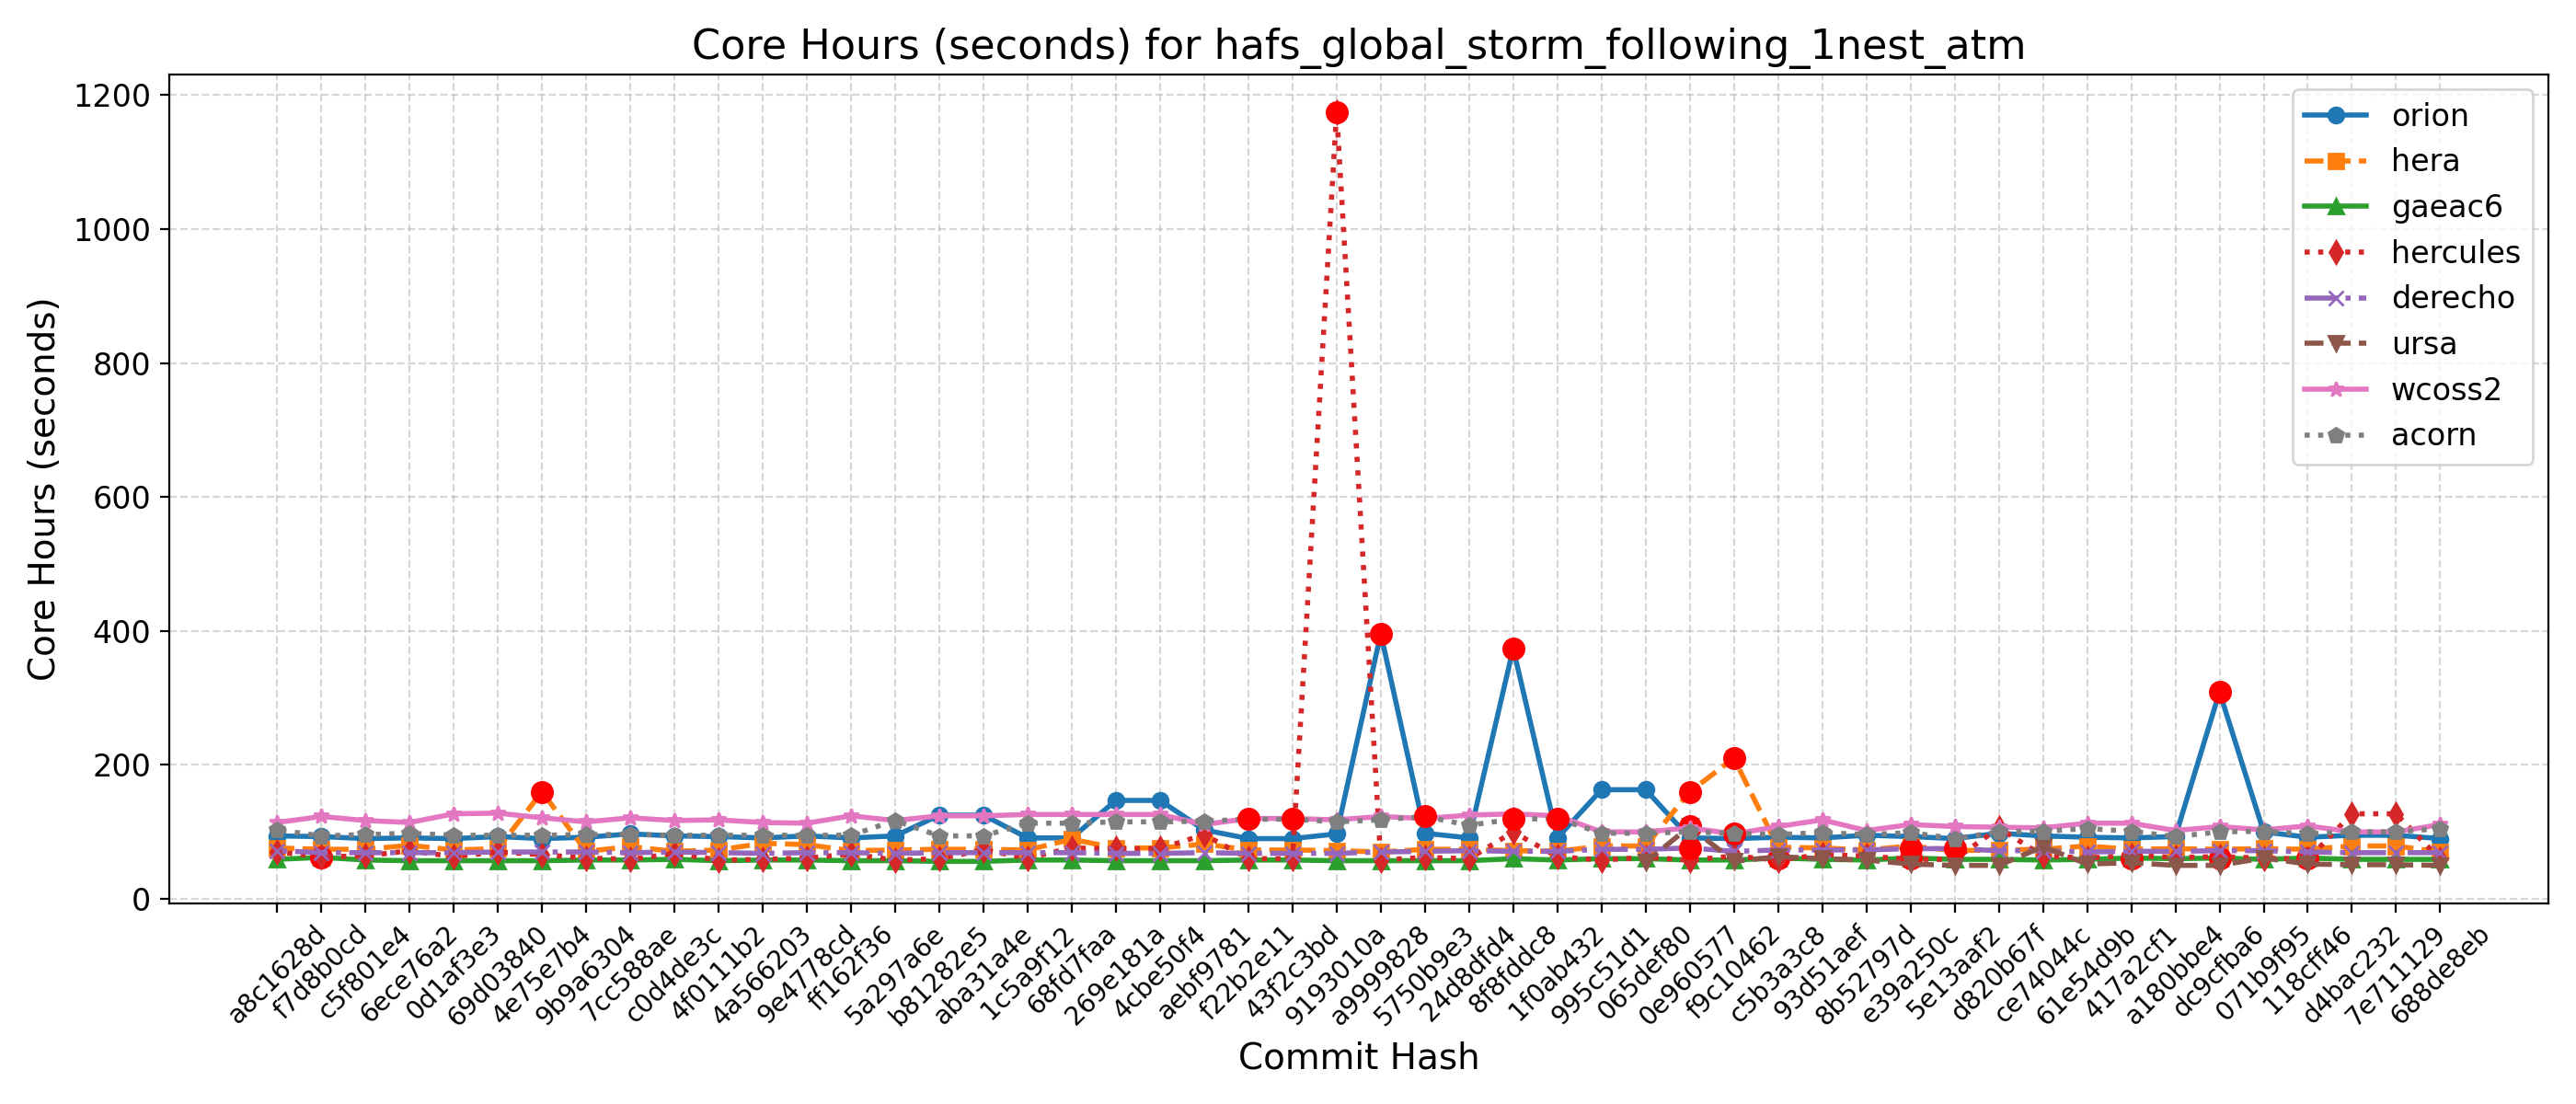 Core Hours (seconds) for hafs_global_storm_following_1nest_atm
Core Hours (seconds)
1200
1000
800
600
400
200
0
orion
hera
gaeac6
hercules
derecho
ursa
wcoss2
acorn
a8c1628d
f7d8b0cd
c5f801e4
6ece76a2
0d1af3e3
69d03840
4e75e7b4
9b9a6304
7cc588ae
c0d4de3c
4f0111b2
4a566203
9e4778cd
ff162f36
5a297a6e
b81282e5
aba31a4e
1c5a9f12
68fd7faa
269e181a
4cbe50f4
aebf9781
f22b2e11
43f2c3bd
9193010a
a9999828
5750b9e3
24d8dfd4
8f8fddc8
1f0ab432
995c51d1
065def80
0e960577
f9c10462
c5b3a3c8
93d51aef
8b52797d
e39a250c
5e13aaf2
d820b67f
ce74044c
61e54d9b
417a2cf1
a180bbe4
dc9cfba6
071b9f95
118cff46
d4bac232
7e711129
688de8eb
Commit Hash